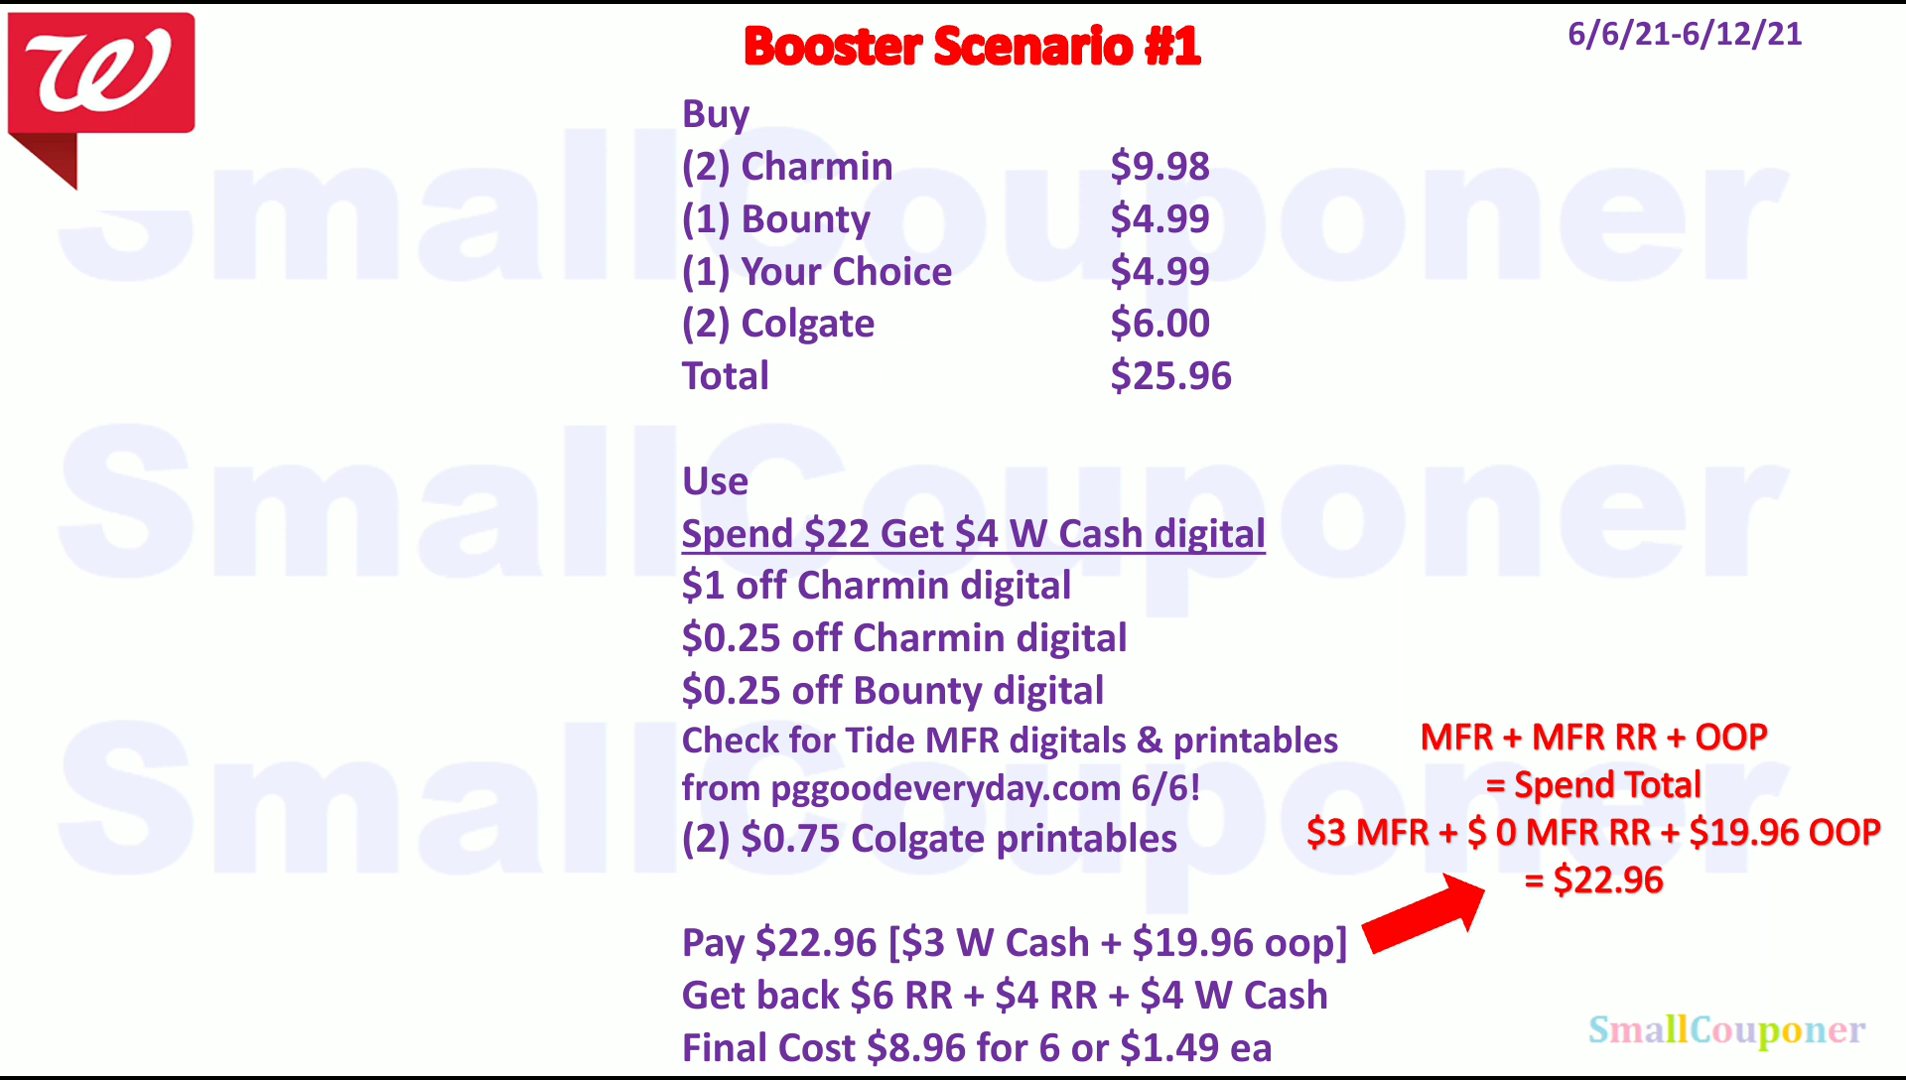 W
Booster Scenario #1
6/6/21-6/12/21
Buy
(2) Charmin $9.98
(1) Bounty $4.99
(1) Your Choice $4.99
(2) Colgate $6.00
Total $25.96
Use
Spend $22 Get $4 W Cash digital
$1 off Charmin digital
$0.25 off Charmin digital
$0.25 off Bounty digital
Check for Tide MFR digitals & printables
from pggoodeveryday.com 6/6!
(2) $0.75 Colgate printables
Pay $22.96 [$3 W Cash + $19.96 oop]
Get back $6 RR + $4 RR + $4 W Cash
Final Cost $8.96 for 6 or $1.49 ea
MFR + MFR RR + OOP
= Spend Total
$3 MFR + $ 0 MFR RR + $19.96 OOP
= $22.96
SmallCouponer
SmallCouponer
SmallCouponer
SmallCouponer